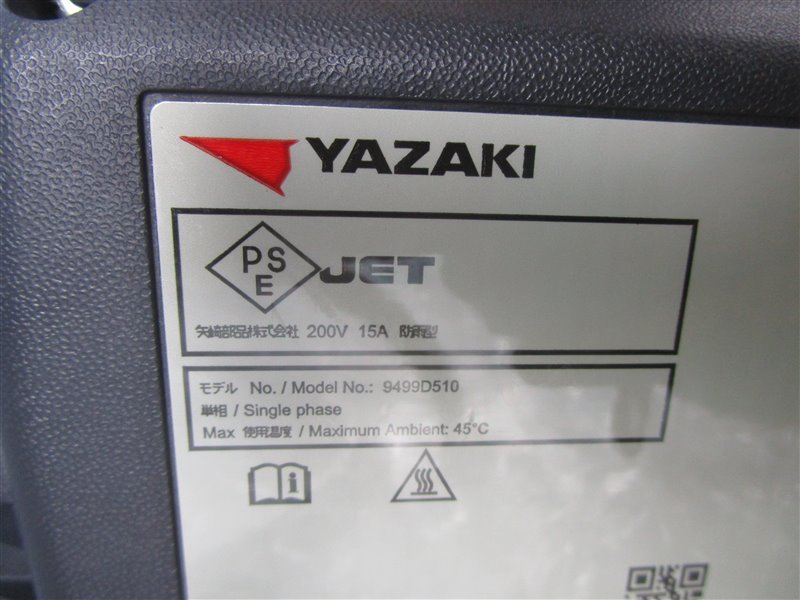 YAZAKI
PS
E
JET
矢崎部品株式会社 200V 15A 防雨型
モデル No. / Model No.: 9499D510
単相 / Single phase
Max 使用温度 / Maximum Ambient: 45°C